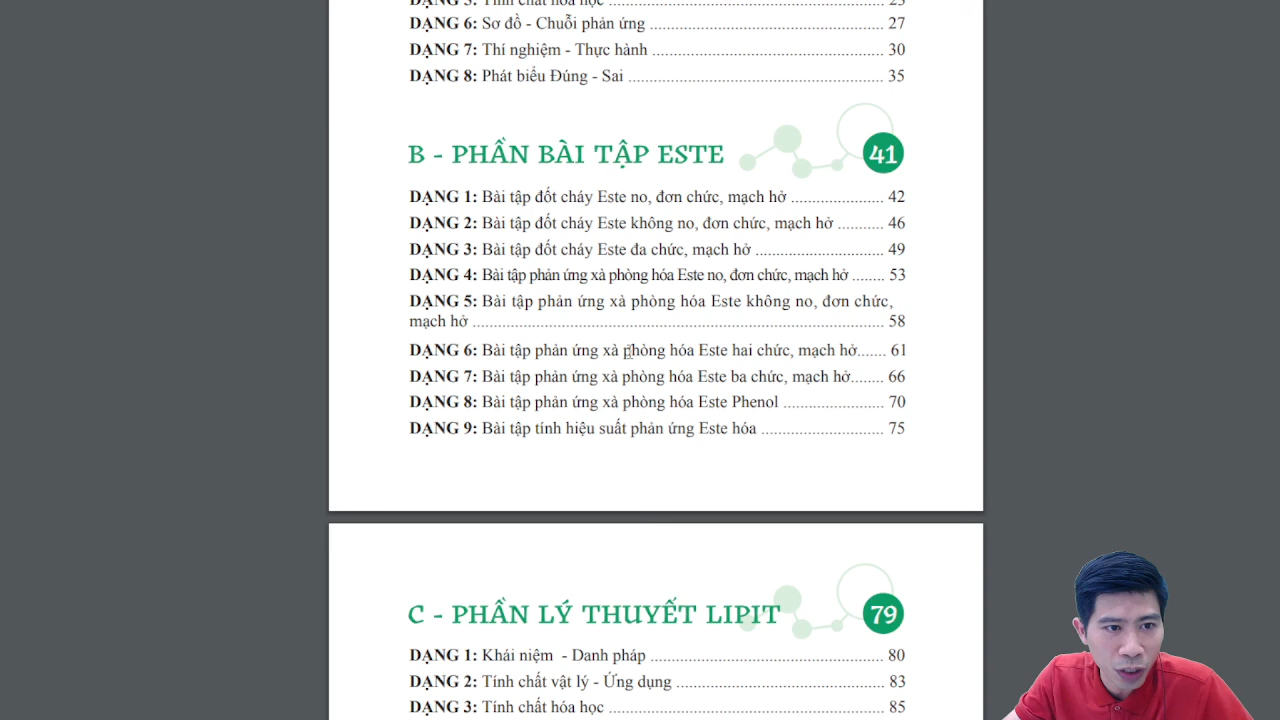 DẠNG 5: Tính chất hóa học ........ 25
DẠNG 6: Sơ đồ - Chuỗi phản ứng ........ 27
DẠNG 7: Thí nghiệm - Thực hành ........ 30
DẠNG 8: Phát biểu Đúng - Sai ........ 35
B - PHẦN BÀI TẬP ESTE 41
DẠNG 1: Bài tập đốt cháy Este no, đơn chức, mạch hở ........ 42
DẠNG 2: Bài tập đốt cháy Este không no, đơn chức, mạch hở ........ 46
DẠNG 3: Bài tập đốt cháy Este đa chức, mạch hở ........ 49
DẠNG 4: Bài tập phản ứng xà phòng hóa Este no, đơn chức, mạch hở ........ 53
DẠNG 5: Bài tập phản ứng xà phòng hóa Este không no, đơn chức,
mạch hở ........ 58
DẠNG 6: Bài tập phản ứng xà phòng hóa Este hai chức, mạch hở....... 61
DẠNG 7: Bài tập phản ứng xà phòng hóa Este ba chức, mạch hở........ 66
DẠNG 8: Bài tập phản ứng xà phòng hóa Este Phenol ........ 70
DẠNG 9: Bài tập tính hiệu suất phản ứng Este hóa ........ 75
C - PHẦN LÝ THUYẾT LIPIT 79
DẠNG 1: Khái niệm - Danh pháp ........ 80
DẠNG 2: Tính chất vật lý - Ứng dụng ........ 83
DẠNG 3: Tính chất hóa học ........ 85